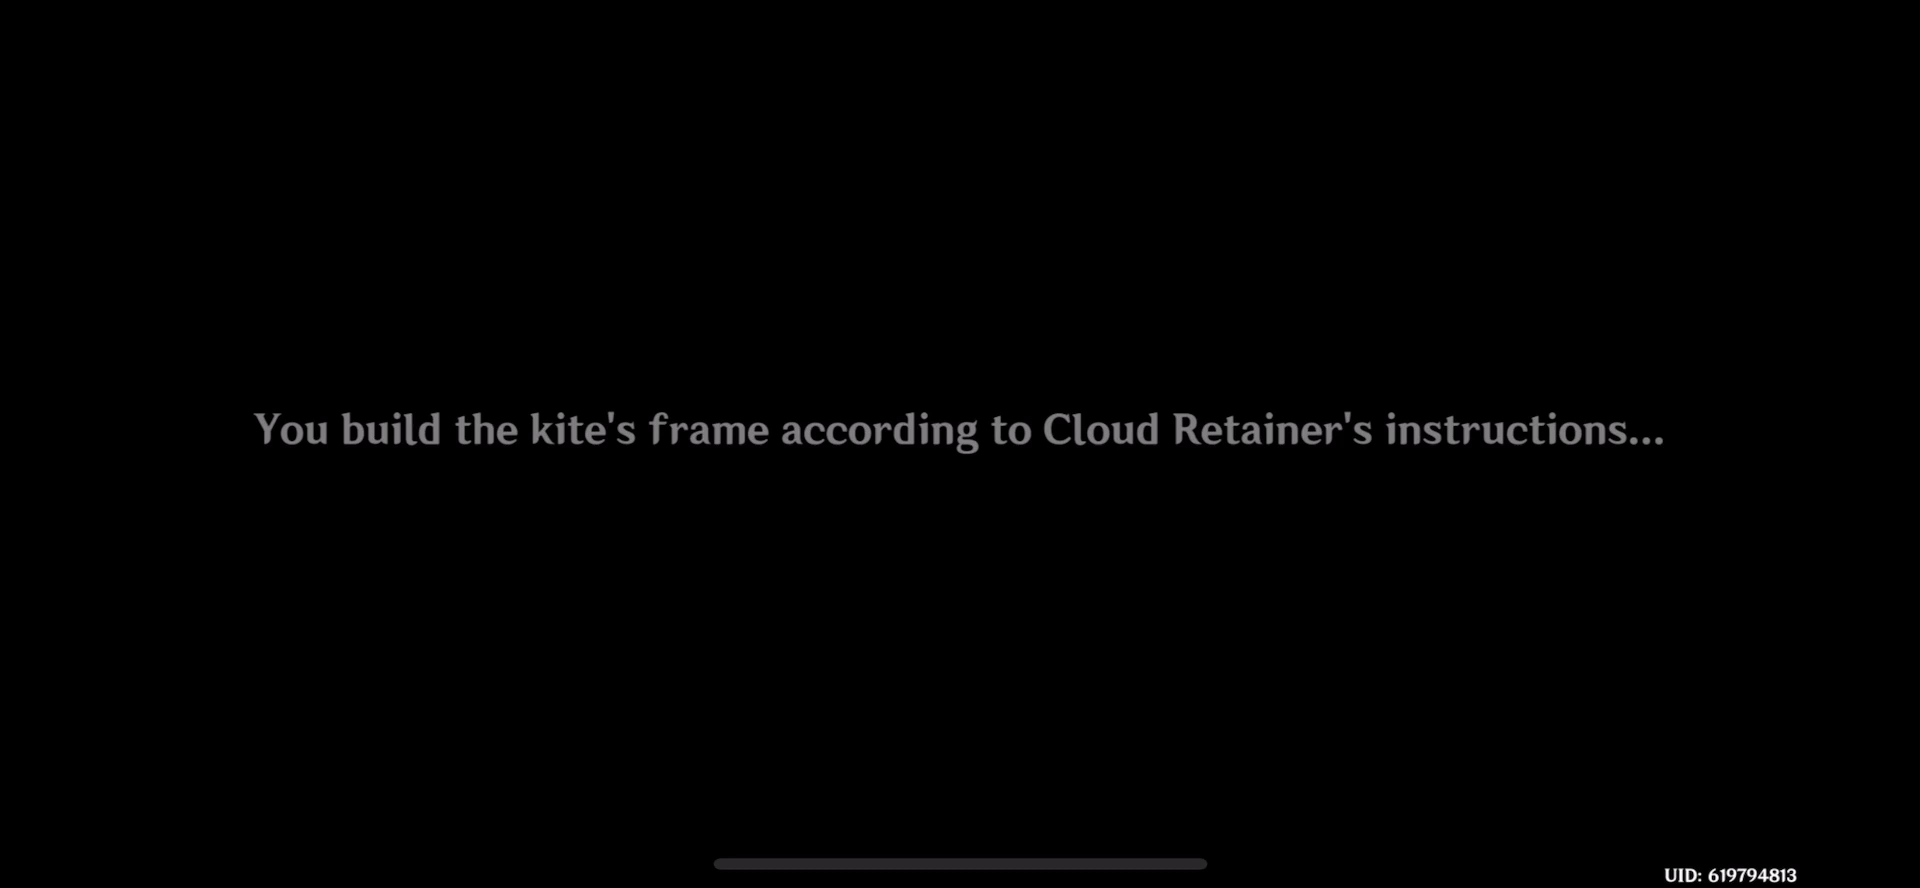 You build the kite's frame according to Cloud Retainer's instructions...
UID: 619794813